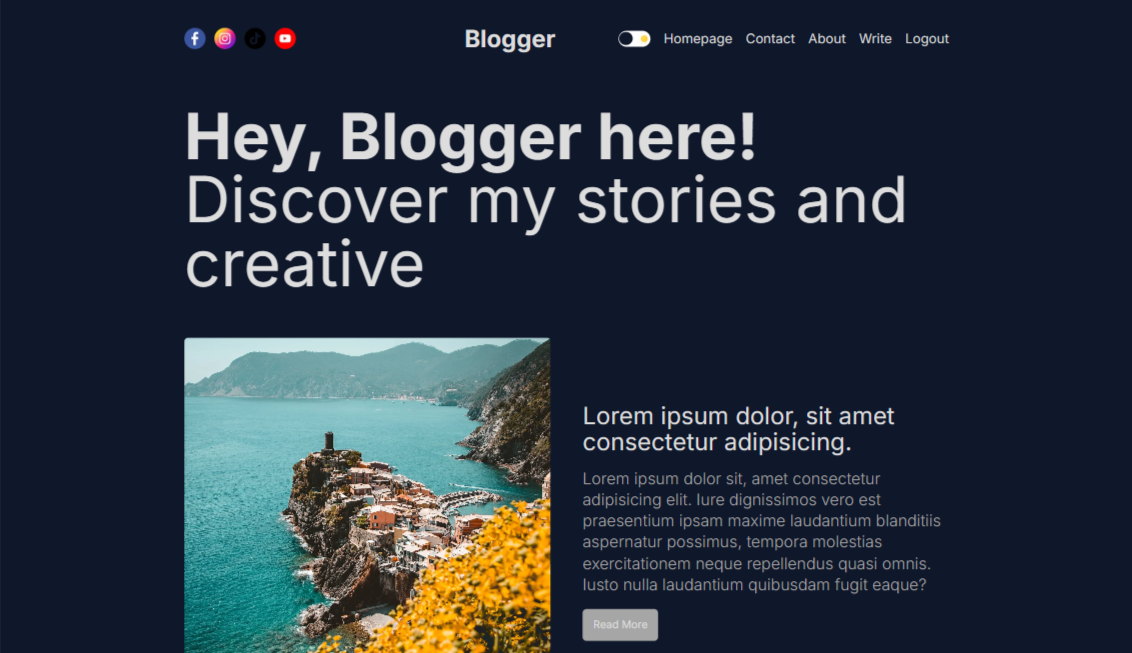 Blogger
Homepage Contact About Write Logout
Hey, Blogger here!
Discover my stories and
creative
Lorem ipsum dolor, sit amet
consectetur adipisicing.
Lorem ipsum dolor sit, amet consectetur
adipisicing elit. Iure dignissimos vero est
praesentium ipsam maxime laudantium blanditiis
aspernatur possimus, tempora molestias
exercitationem neque repellendus quasi omnis.
Iusto nulla laudantium quibusdam fugit eaque?
Read More